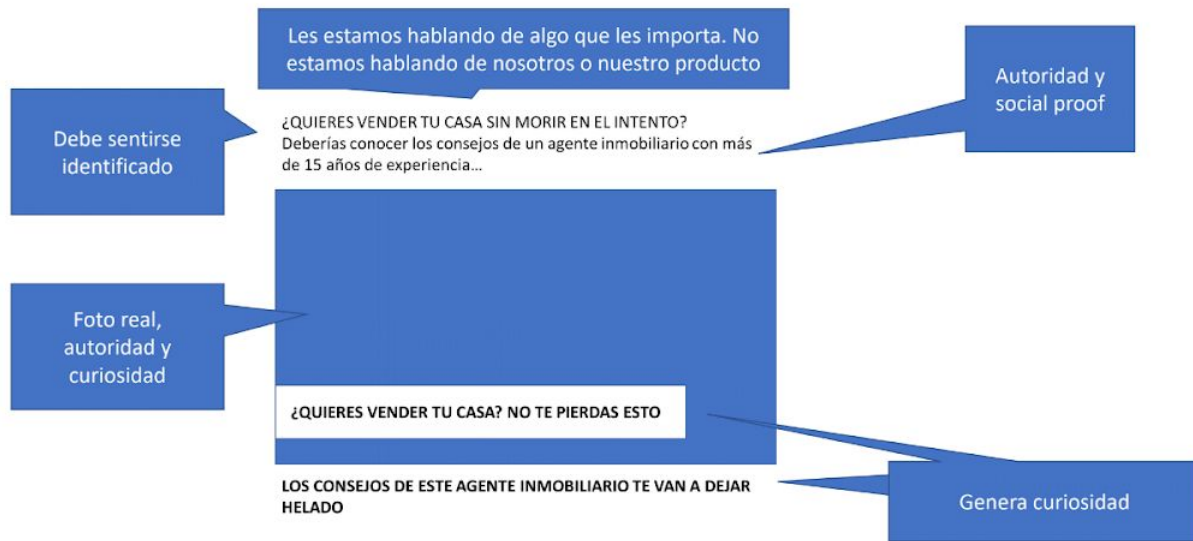 Les estamos hablando de algo que les importa. No
estamos hablando de nosotros o nuestro producto
Autoridad y
social proof
Debe sentirse
identificado
¿QUIERES VENDER TU CASA SIN MORIR EN EL INTENTO?
Deberías conocer los consejos de un agente inmobiliario con más
de 15 años de experiencia...
Foto real,
autoridad y
curiosidad
¿QUIERES VENDER TU CASA? NO TE PIERDAS ESTO
LOS CONSEJOS DE ESTE AGENTE INMOBILIARIO TE VAN A DEJAR
HELADO
Genera curiosidad